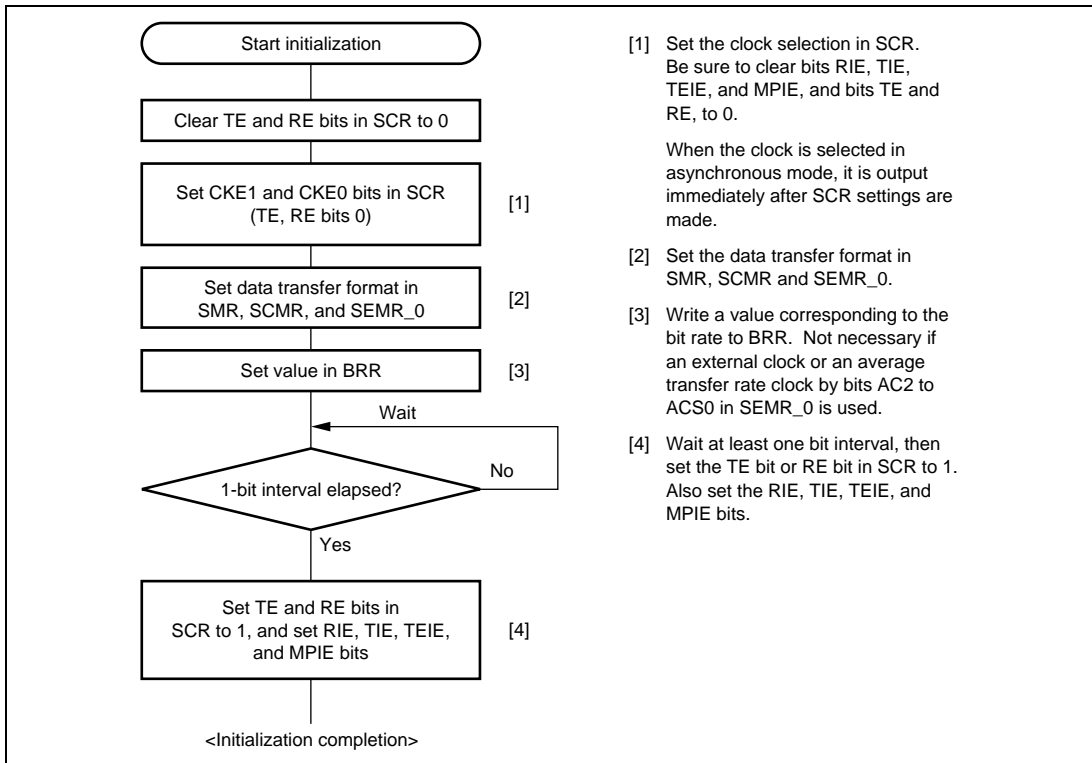 Start initialization
Clear TE and RE bits in SCR to 0
Set CKE1 and CKE0 bits in SCR
(TE, RE bits 0)
[1]
Set data transfer format in
SMR, SCMR, and SEMR_0
[2]
Set value in BRR
[3]
Wait
No
1-bit interval elapsed?
Yes
Set TE and RE bits in
SCR to 1, and set RIE, TIE, TEIE,
and MPIE bits
[4]
<Initialization completion>
[1] Set the clock selection in SCR.
Be sure to clear bits RIE, TIE,
TEIE, and MPIE, and bits TE and
RE, to 0.
When the clock is selected in
asynchronous mode, it is output
immediately after SCR settings are
made.
[2] Set the data transfer format in
SMR, SCMR and SEMR_0.
[3] Write a value corresponding to the
bit rate to BRR. Not necessary if
an external clock or an average
transfer rate clock by bits AC2 to
ACS0 in SEMR_0 is used.
[4] Wait at least one bit interval, then
set the TE bit or RE bit in SCR to 1.
Also set the RIE, TIE, TEIE, and
MPIE bits.